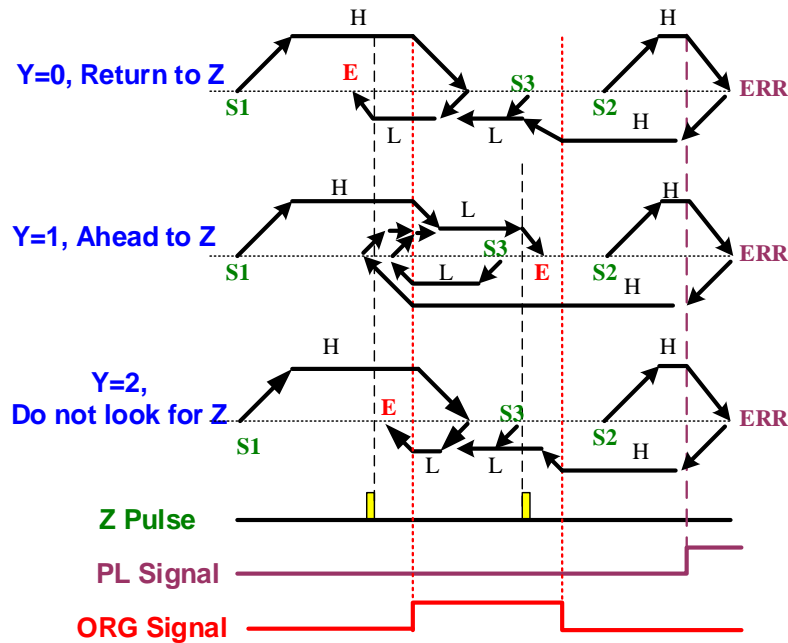 H
H
Y=0, Return to Z
E
S3
S1
S2
ERR
L
L
H
H
H
L
Y=1, Ahead to Z
S3
S1
E
S2
ERR
L
H
H
H
Y=2,
Do not look for Z
E
S3
S1
S2
ERR
L
L
H
Z Pulse
PL Signal
ORG Signal